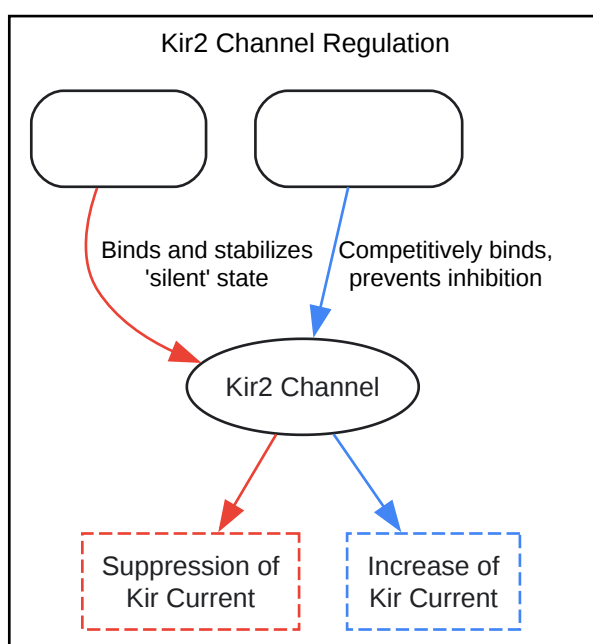 Kir2 Channel Regulation
Binds and stabilizes
'silent' state
Competitively binds,
prevents inhibition
Kir2 Channel
Suppression of
Kir Current
Increase of
Kir Current